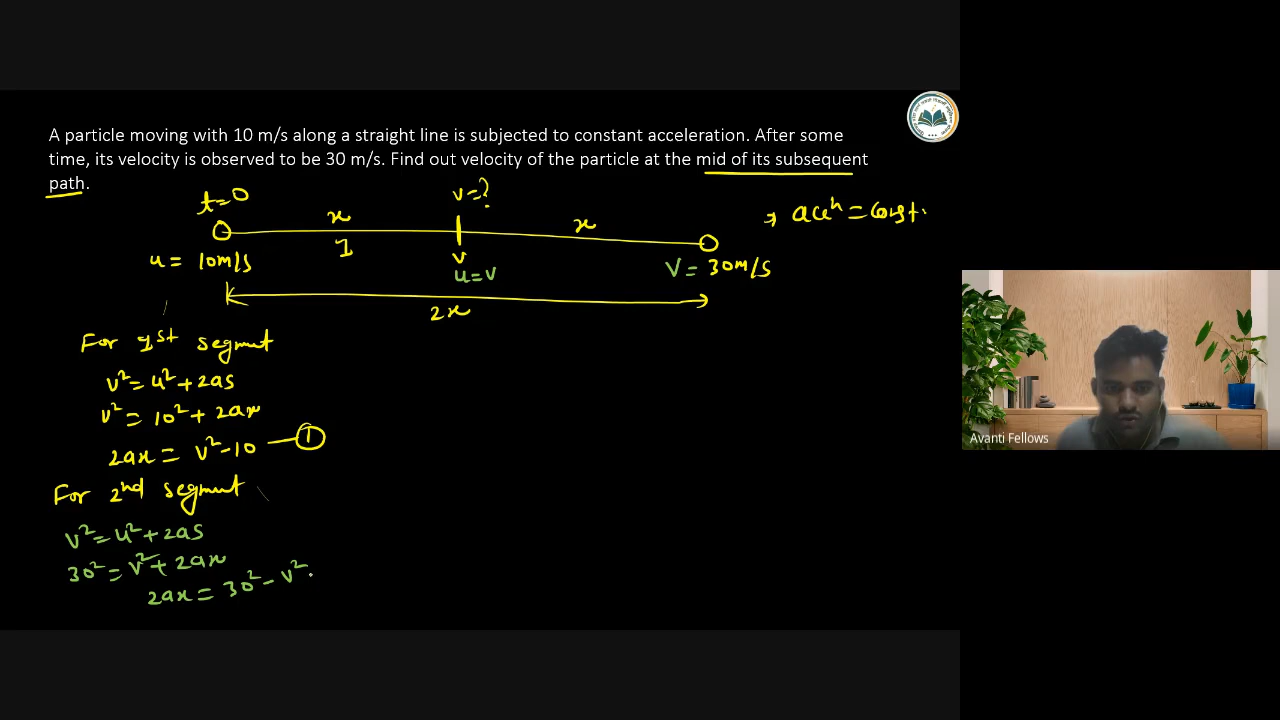 A particle moving with 10 m/s along a straight line is subjected to constant acceleration. After some
time, its velocity is observed to be 30 m/s. Find out velocity of the particle at the mid of its subsequent
path.
t=0
v=?
x
x
→ accⁿ = const.
1
u = 10m/s
v
u=v
V = 30m/s
2x
For 1st segment
v² = u² + 2as
v² = 10² + 2ax
2ax = v² - 10 — ①
For 2nd segment
v² = u² + 2as
30² = v² + 2ax
2ax = 30² - v²
Avanti Fellows